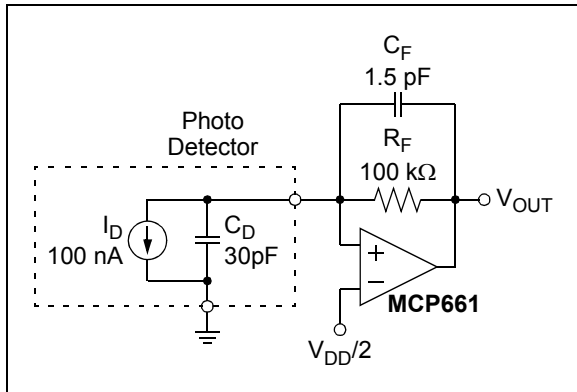 C_F
1.5 pF
Photo
Detector
R_F
100 kΩ
V_OUT
I_D
100 nA
C_D
30pF
+
−
MCP661
V_DD/2